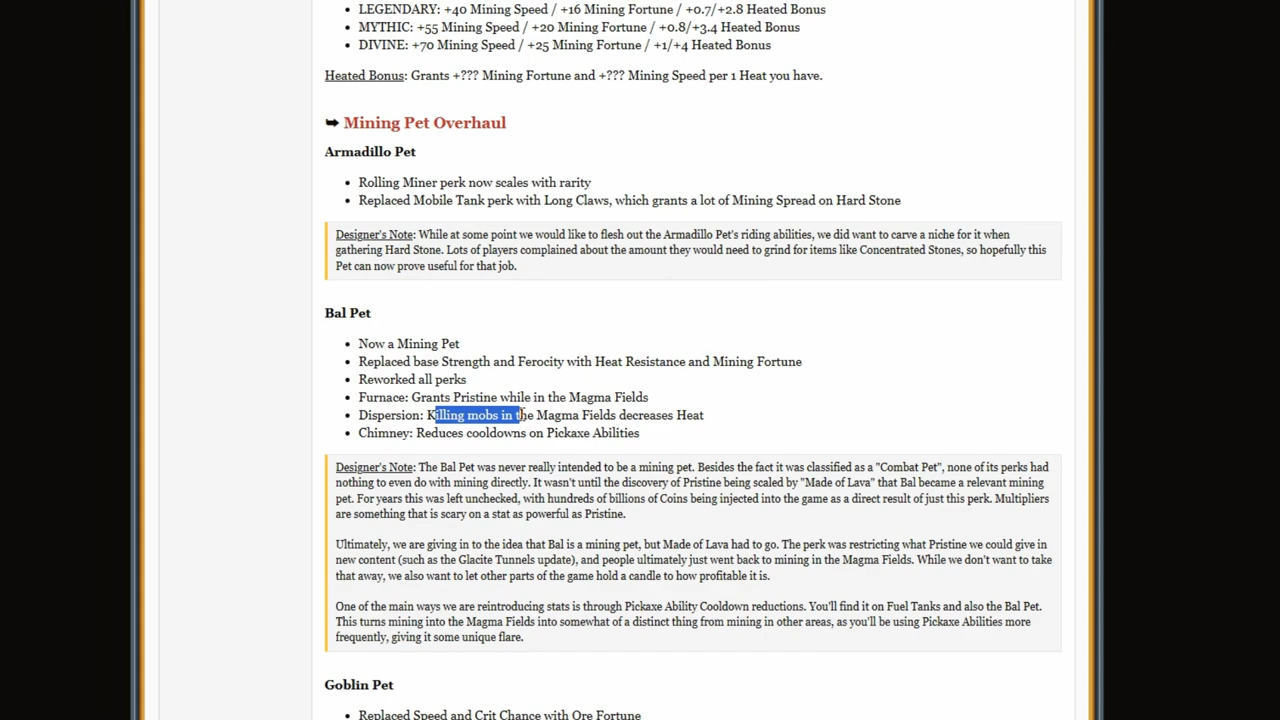 LEGENDARY: +40 Mining Speed / +16 Mining Fortune / +0.7/+2.8 Heated Bonus
MYTHIC: +55 Mining Speed / +20 Mining Fortune / +0.8/+3.4 Heated Bonus
DIVINE: +70 Mining Speed / +25 Mining Fortune / +1/+4 Heated Bonus
Heated Bonus: Grants +??? Mining Fortune and +??? Mining Speed per 1 Heat you have.
➥ Mining Pet Overhaul
Armadillo Pet
Rolling Miner perk now scales with rarity
Replaced Mobile Tank perk with Long Claws, which grants a lot of Mining Spread on Hard Stone
Designer's Note: While at some point we would like to flesh out the Armadillo Pet's riding abilities, we did want to carve a niche for it when
gathering Hard Stone. Lots of players complained about the amount they would need to grind for items like Concentrated Stones, so hopefully this
Pet can now prove useful for that job.
Bal Pet
Now a Mining Pet
Replaced base Strength and Ferocity with Heat Resistance and Mining Fortune
Reworked all perks
Furnace: Grants Pristine while in the Magma Fields
Dispersion: Killing mobs in the Magma Fields decreases Heat
Chimney: Reduces cooldowns on Pickaxe Abilities
Designer's Note: The Bal Pet was never really intended to be a mining pet. Besides the fact it was classified as a "Combat Pet", none of its perks had
nothing to even do with mining directly. It wasn't until the discovery of Pristine being scaled by "Made of Lava" that Bal became a relevant mining
pet. For years this was left unchecked, with hundreds of billions of Coins being injected into the game as a direct result of just this perk. Multipliers
are something that is scary on a stat as powerful as Pristine.
Ultimately, we are giving in to the idea that Bal is a mining pet, but Made of Lava had to go. The perk was restricting what Pristine we could give in
new content (such as the Glacite Tunnels update), and people ultimately just went back to mining in the Magma Fields. While we don't want to take
that away, we also want to let other parts of the game hold a candle to how profitable it is.
One of the main ways we are reintroducing stats is through Pickaxe Ability Cooldown reductions. You'll find it on Fuel Tanks and also the Bal Pet.
This turns mining into the Magma Fields into somewhat of a distinct thing from mining in other areas, as you'll be using Pickaxe Abilities more
frequently, giving it some unique flare.
Goblin Pet
Replaced Speed and Crit Chance with Ore Fortune